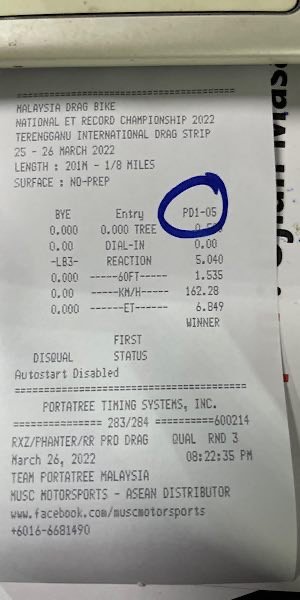 MALAYSIA DRAG BIKE
NATIONAL ET RECORD CHAMPIONSHIP 2022
TERENGGANU INTERNATIONAL DRAG STRIP
25 - 26 MARCH 2022
LENGTH : 201M - 1/8 MILES
SURFACE : NO-PREP
BYE Entry PD1-05
0.000 0.000 TREE
0.00 DIAL-IN 0.00
-LB3- REACTION 5.040
0.000 -----60FT----- 1.535
0.00 -----KM/H----- 162.28
0.000 ------ET------ 6.849
WINNER
FIRST
DISQUAL STATUS
Autostart Disabled
PORTATREE TIMING SYSTEMS, INC.
=============== 283/284 ==========600214
RXZ/PHANTER/RR PRO DRAG QUAL RND 3
March 26, 2022 08:22:35 PM
TEAM PORTATREE MALAYSIA
MUSC MOTORSPORTS - ASEAN DISTRIBUTOR
www.facebook.com/muscmotorsports
+6016-6681490